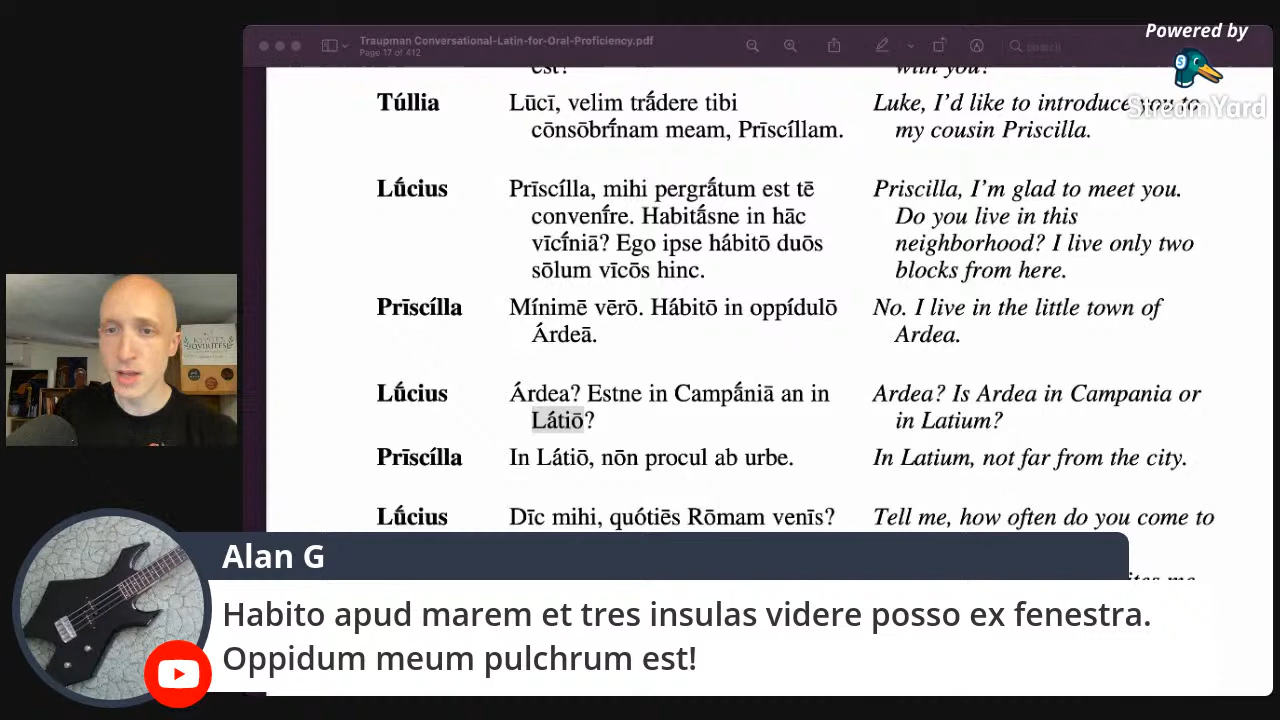 Powered by
StreamYard
Traupman Conversational-Latin-for-Oral-Proficiency.pdf
Page 17 of 412
Search
est? with you?
Túllia Lūcī, velim trā́dere tibi Luke, I'd like to introduce you to
cōnsōbrī́nam meam, Prīscíllam. my cousin Priscilla.
Lū́cius Prīscílla, mihi pergrā́tum est tē Priscilla, I'm glad to meet you.
convenī́re. Habitā́sne in hāc Do you live in this
vīcī́niā? Ego ipse hábitō duōs neighborhood? I live only two
sōlum vīcōs hinc. blocks from here.
Prīscílla Mínimē vērō. Hábitō in oppídulō No. I live in the little town of
Árdeā. Ardea.
Lū́cius Árdea? Estne in Campā́niā an in Ardea? Is Ardea in Campania or
Látiō? in Latium?
Prīscílla In Látiō, nōn procul ab urbe. In Latium, not far from the city.
Lū́cius Dīc mihi, quótiēs Rōmam venīs? Tell me, how often do you come to
Alan G
Habito apud marem et tres insulas videre posso ex fenestra.
Oppidum meum pulchrum est!